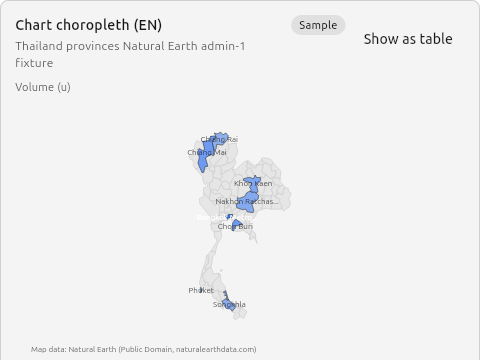 Chart choropleth (EN)
Sample
Show as table
Thailand provinces Natural Earth admin-1
fixture
Volume (u)
Chiang Rai
Chiang Mai
Khon Kaen
Nakhon Ratchas...
Chon Buri
Phuket
Songkhla
Map data: Natural Earth (Public Domain, naturalearthdata.com)